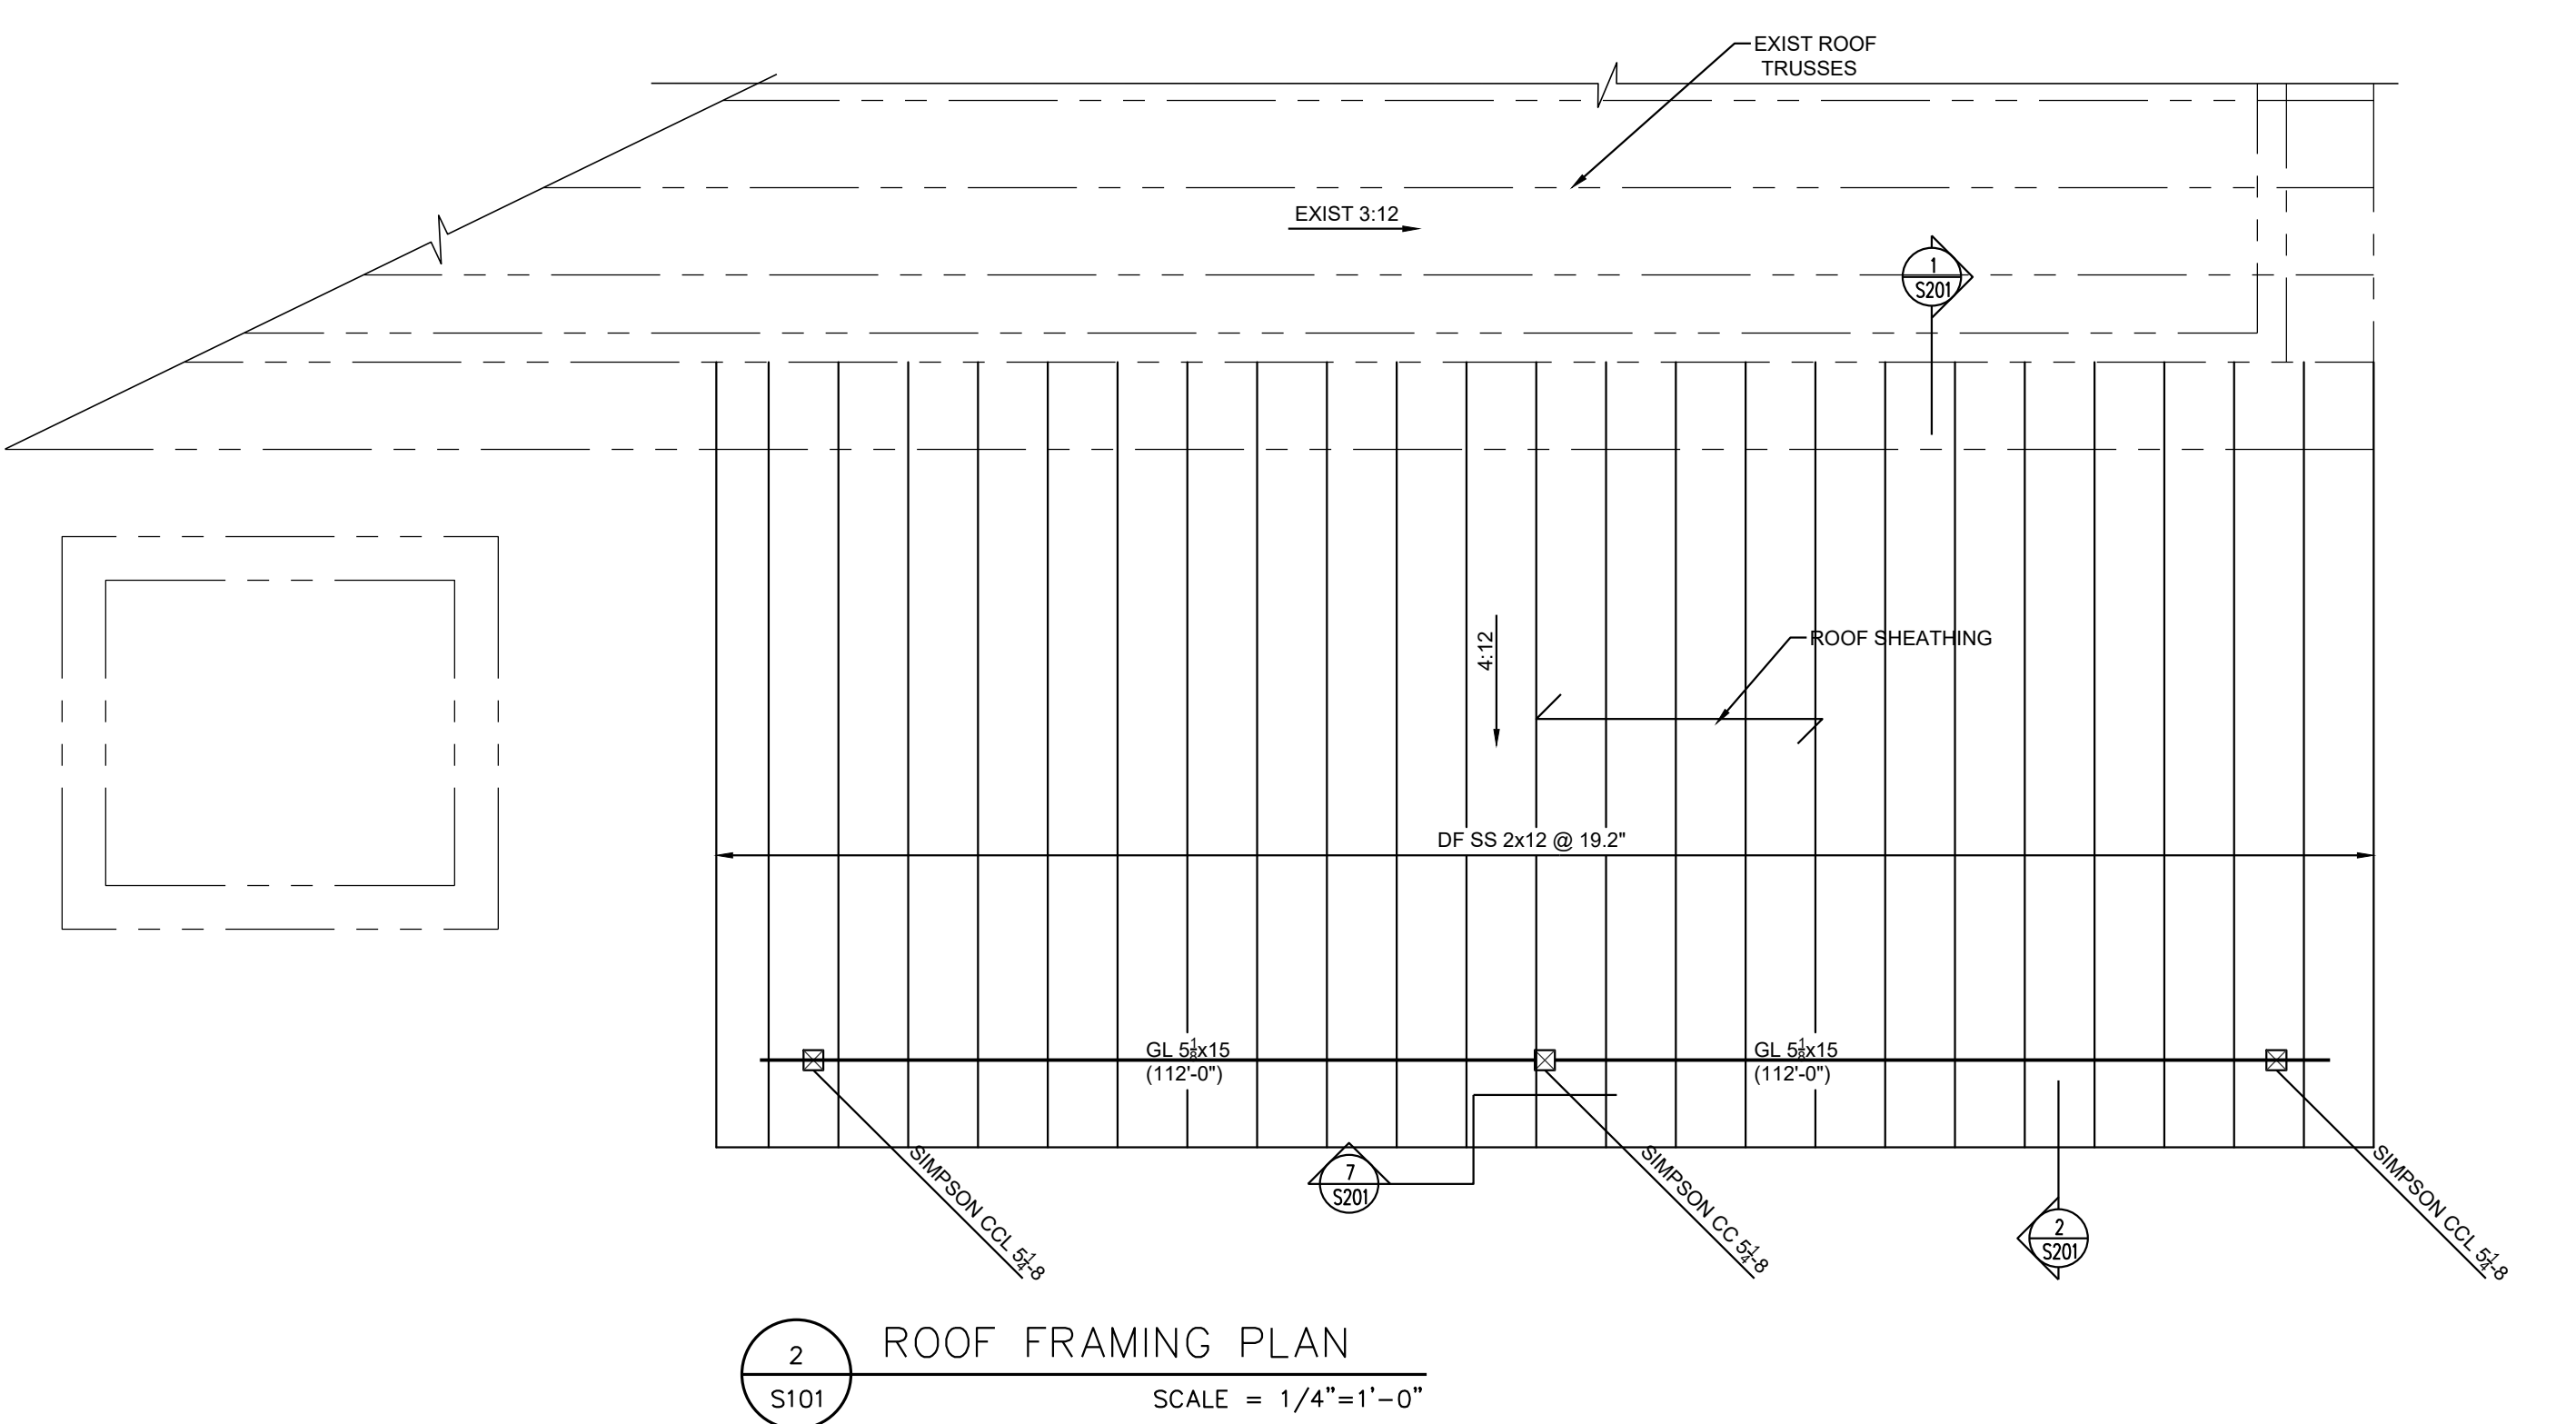 EXIST ROOF
TRUSSES
EXIST 3:12
1
S201
4:12
ROOF SHEATHING
DF SS 2x12 @ 19.2"
GL 5⅛x15
(112'-0")
GL 5⅛x15
(112'-0")
SIMPSON CCL 5¼-8
7
S201
SIMPSON CC 5¼-8
2
S201
SIMPSON CCL 5¼-8
2
S101
ROOF FRAMING PLAN
SCALE = 1/4"=1'-0"